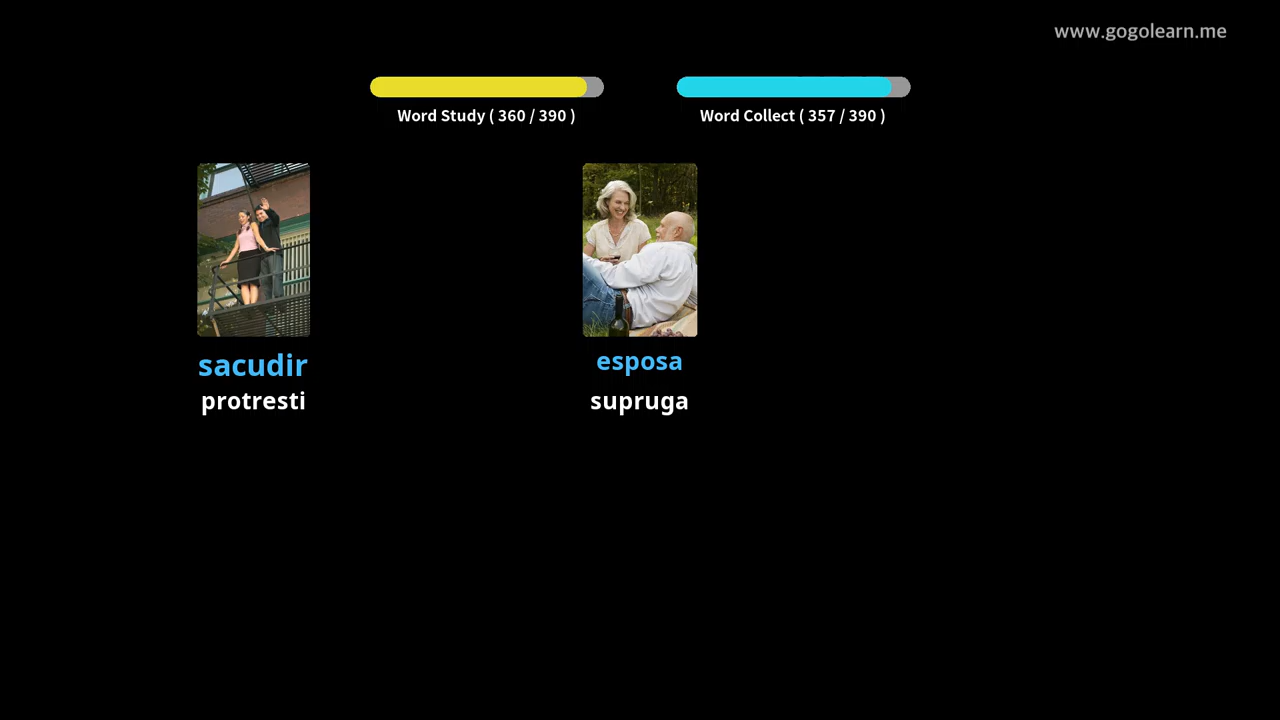 www.gogolearn.me
Word Study ( 360 / 390 )
Word Collect ( 357 / 390 )
sacudir
protresti
esposa
supruga